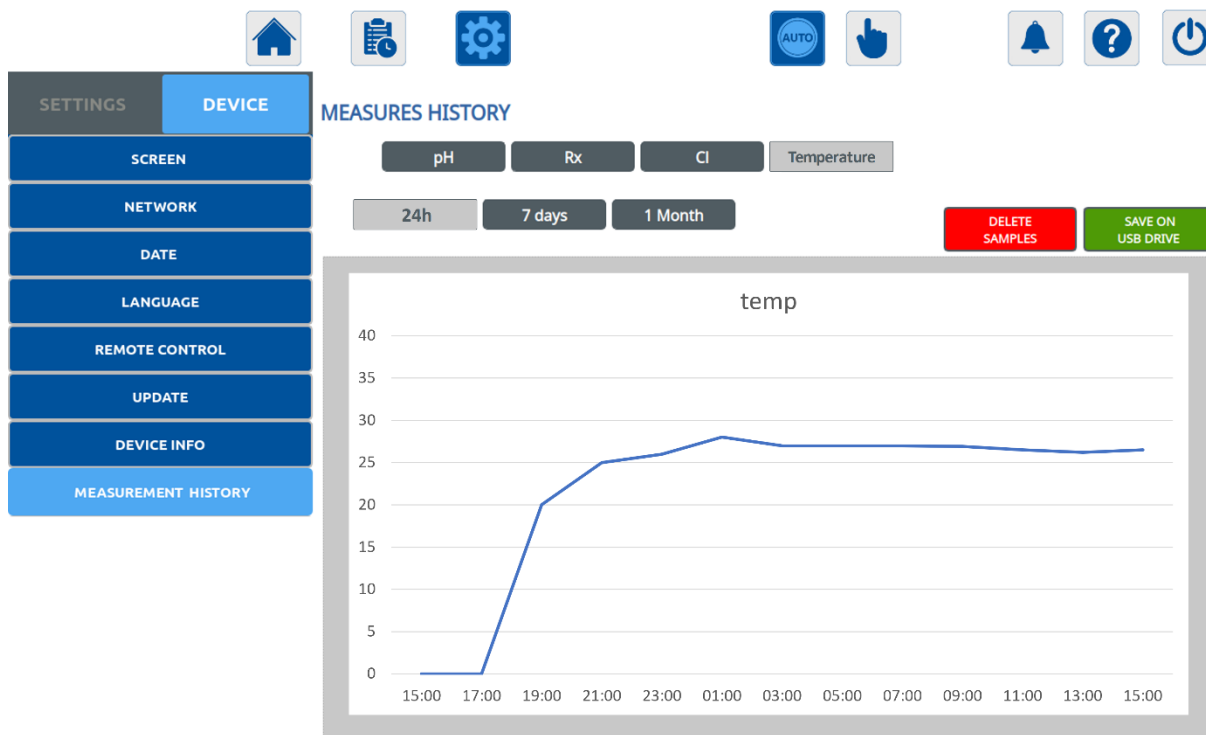 AUTO
?
SETTINGS
DEVICE
SCREEN
NETWORK
DATE
LANGUAGE
REMOTE CONTROL
UPDATE
DEVICE INFO
MEASUREMENT HISTORY
MEASURES HISTORY
pH
Rx
Cl
Temperature
24h
7 days
1 Month
DELETE
SAMPLES
SAVE ON
USB DRIVE
temp
40
35
30
25
20
15
10
5
0
15:00 17:00 19:00 21:00 23:00 01:00 03:00 05:00 07:00 09:00 11:00 13:00 15:00